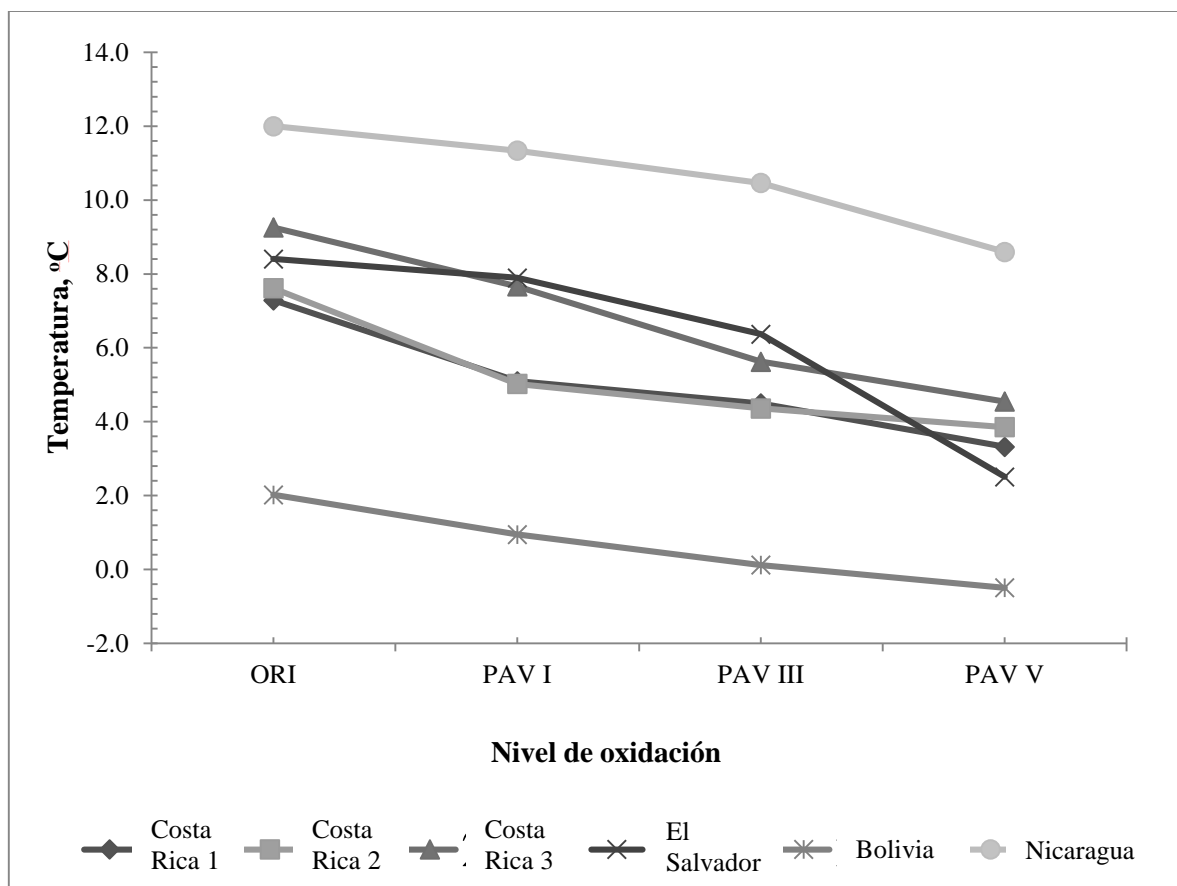 14.0
12.0
10.0
8.0
6.0
4.0
2.0
0.0
-2.0
Temperatura, ºC
ORI PAV I PAV III PAV V
Nivel de oxidación
Costa
Rica 1
Costa
Rica 2
Costa
Rica 3
El
Salvador
Bolivia
Nicaragua